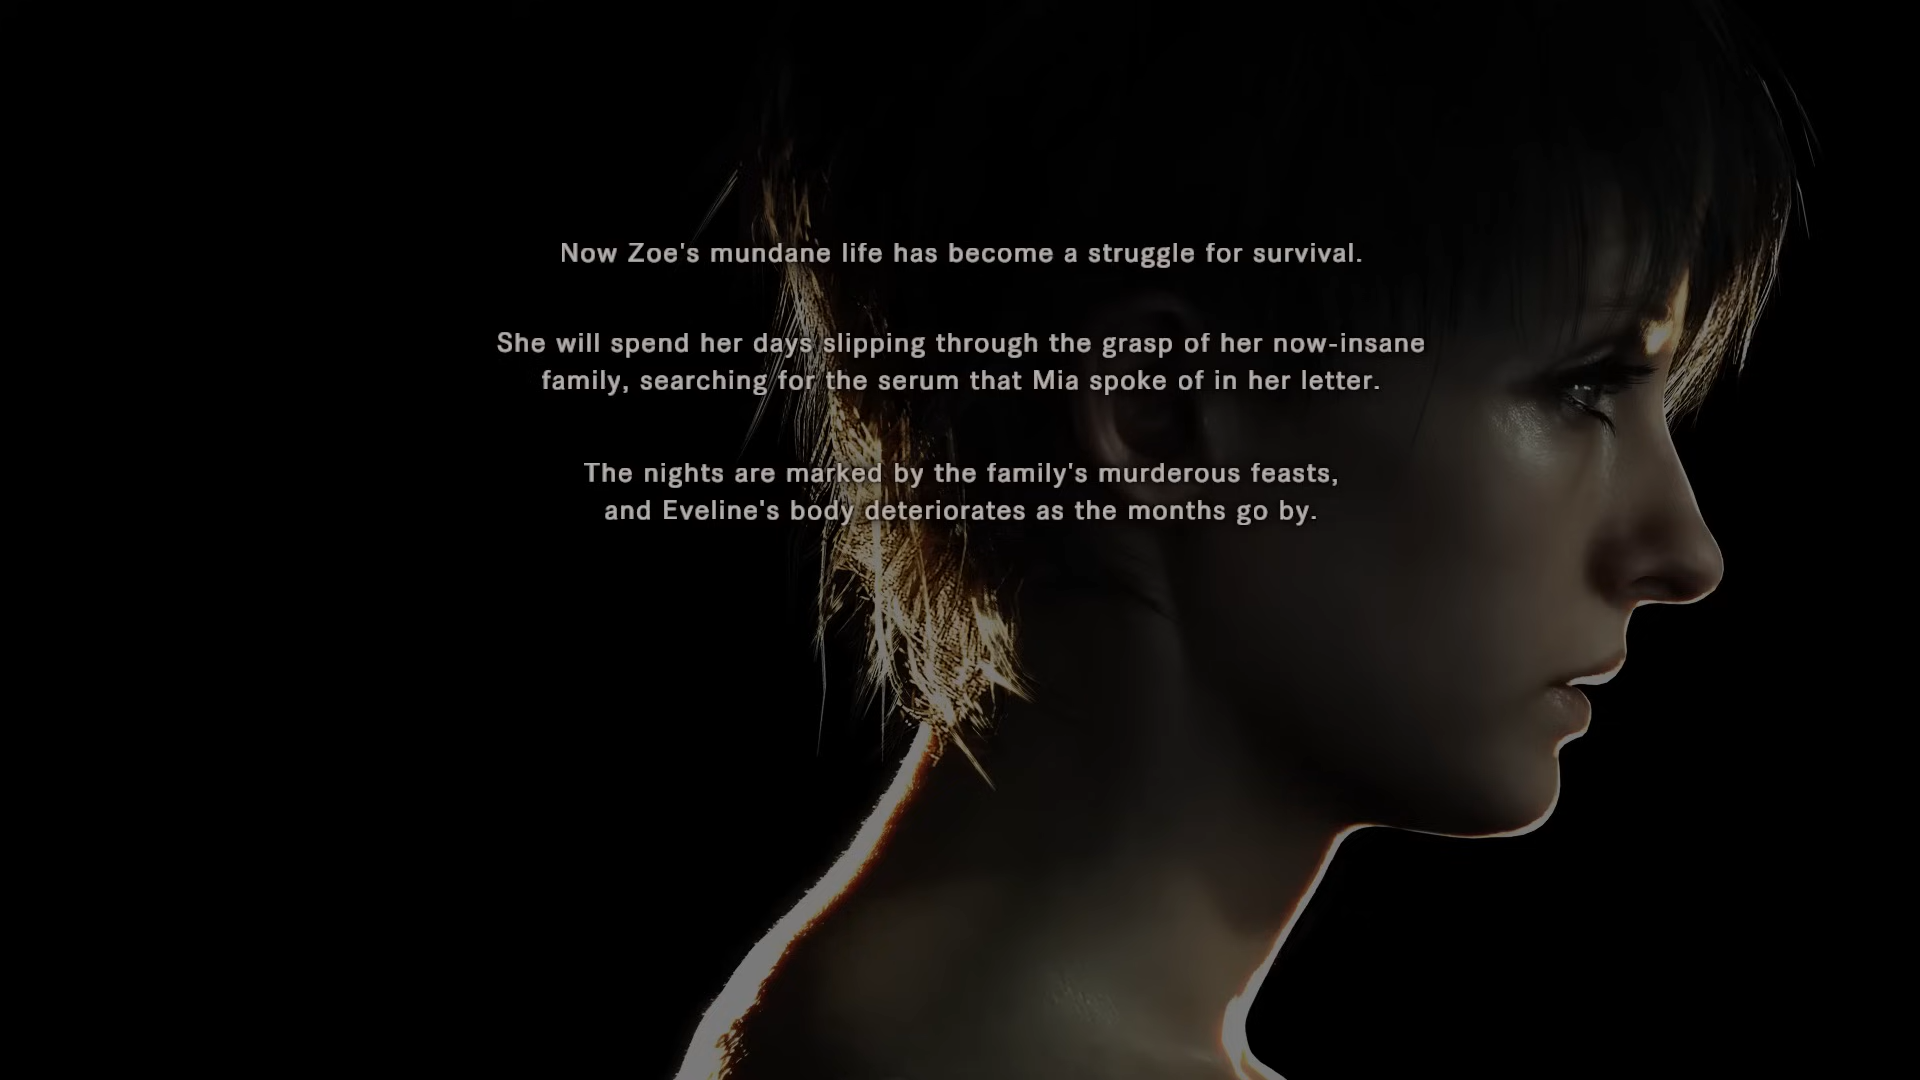 Now Zoe's mundane life has become a struggle for survival.
She will spend her days slipping through the grasp of her now-insane
family, searching for the serum that Mia spoke of in her letter.
The nights are marked by the family's murderous feasts,
and Eveline's body deteriorates as the months go by.